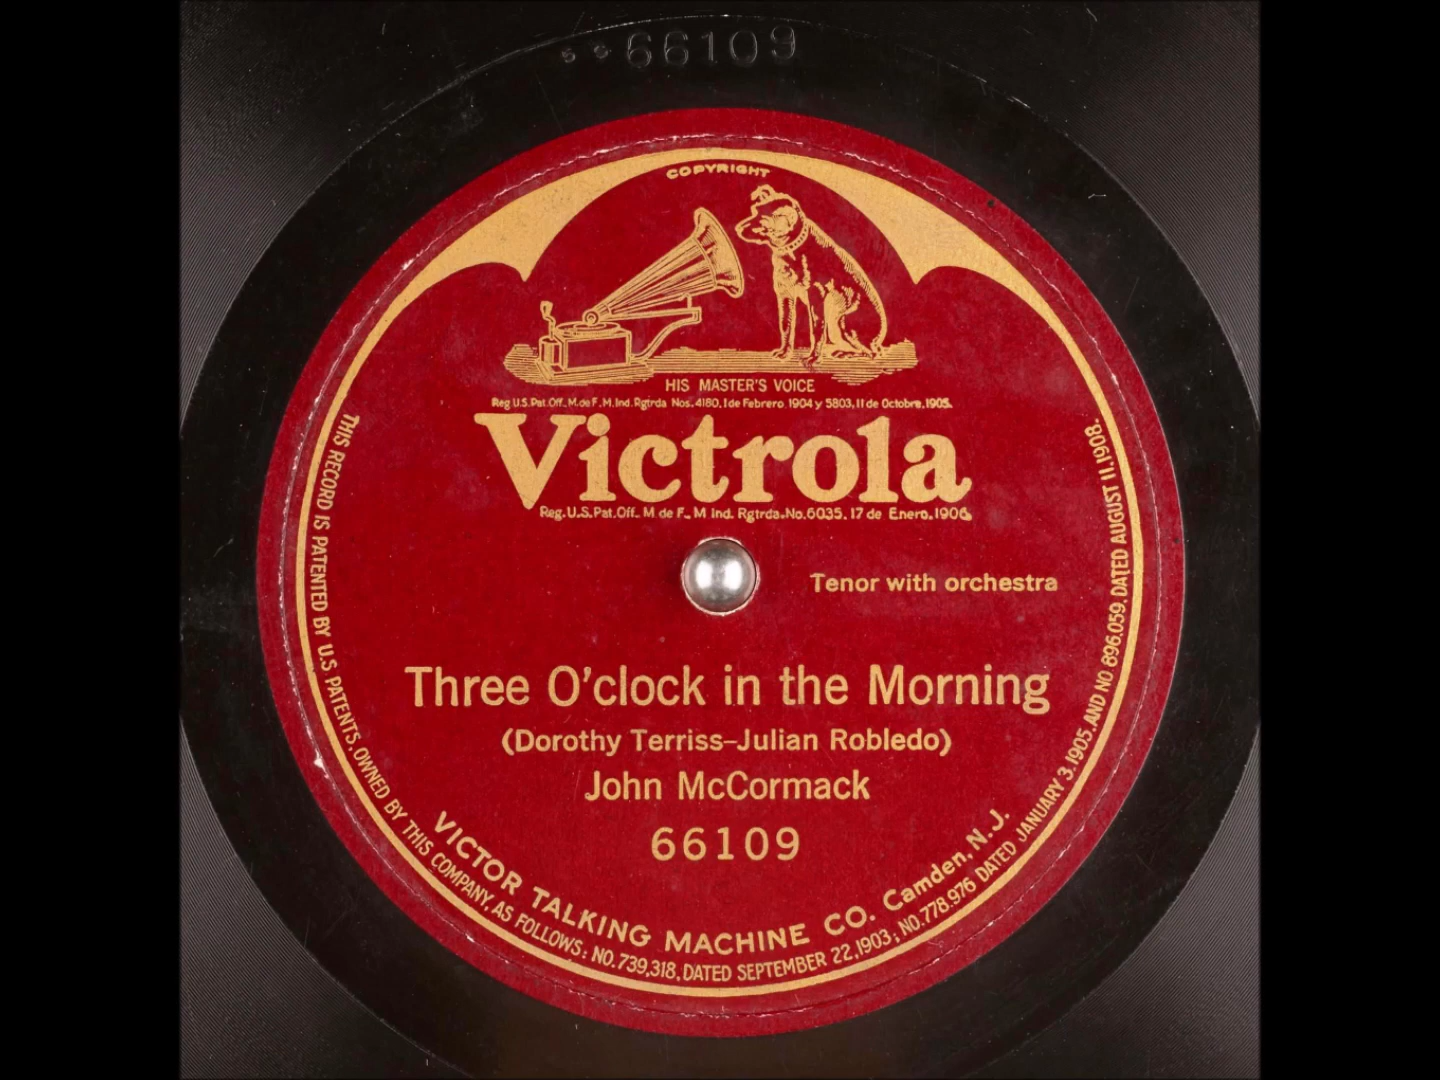 66109
COPYRIGHT
HIS MASTER'S VOICE
Reg.U.S.Pat.Off. M.de F. M.Ind. Rgtrda Nos. 4180, 1 de Febrero 1904 y 5803, 11 de Octobre, 1905.
Victrola
Reg. U.S. Pat. Off. M de F. M Ind. Rgtrda. No. 6035, 17 de Enero, 1906
Tenor with orchestra
Three O'clock in the Morning
(Dorothy Terriss–Julian Robledo)
John McCormack
66109
VICTOR TALKING MACHINE CO. Camden, N. J.
THIS RECORD IS PATENTED BY U.S. PATENTS, OWNED BY THIS COMPANY, AS FOLLOWS: NO. 739,318, DATED SEPTEMBER 22, 1903; NO. 778,976 DATED JANUARY 3, 1905, AND NO 896,059, DATED AUGUST 11, 1908.